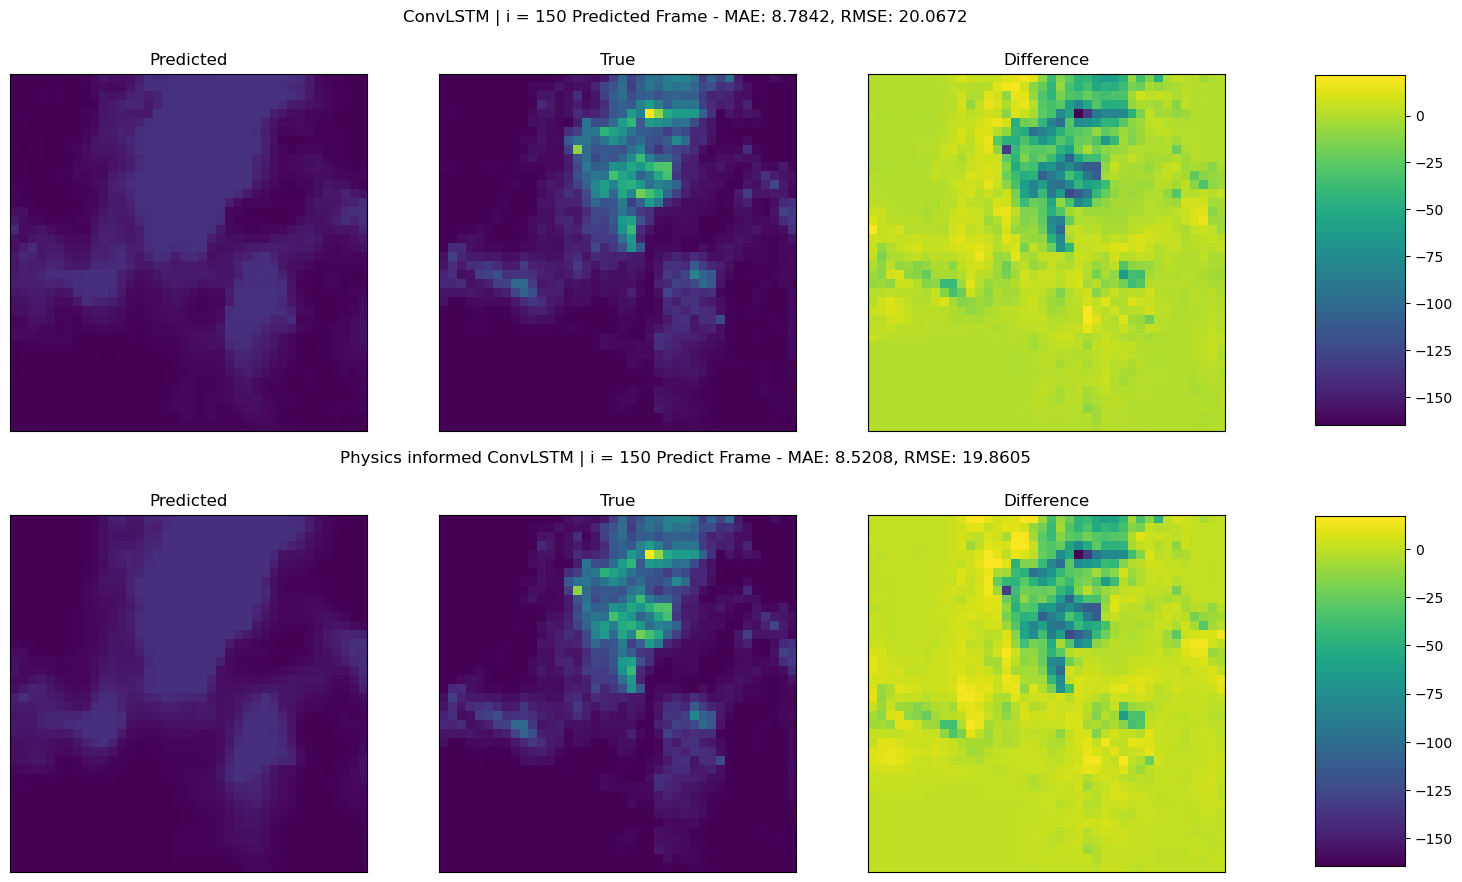 ConvLSTM | i = 150 Predicted Frame - MAE: 8.7842, RMSE: 20.0672
Predicted
True
Difference
0
−25
−50
−75
−100
−125
−150
Physics informed ConvLSTM | i = 150 Predict Frame - MAE: 8.5208, RMSE: 19.8605
Predicted
True
Difference
0
−25
−50
−75
−100
−125
−150